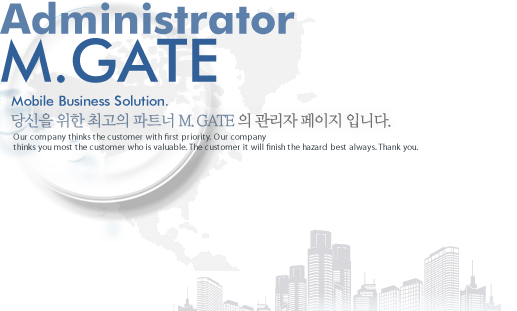 Administrator
M.GATE
Mobile Business Solution.
당신을 위한 최고의 파트너 M.GATE 의 관리자 페이지 입니다.
Our company thinks the customer with first priority. Our company
thinks you most the customer who is valuable. The customer it will finish the hazard best always. Thank you.